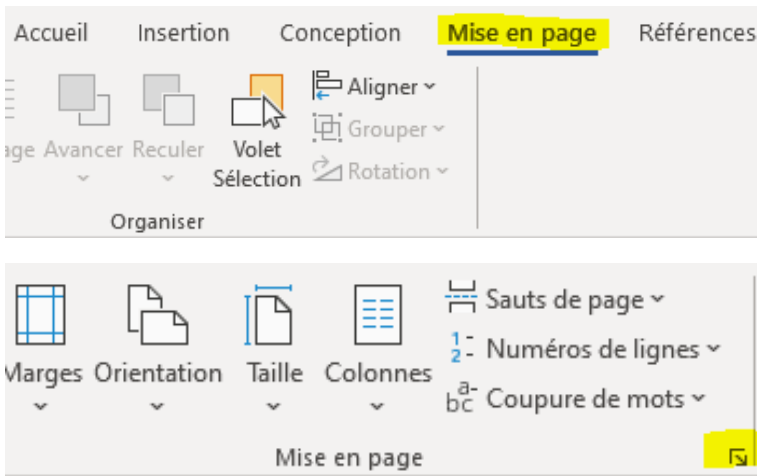 Accueil Insertion Conception Mise en page Références
Aligner
Grouper
age Avancer Reculer Volet Sélection Rotation
Organiser
Sauts de page
Numéros de lignes
Marges Orientation Taille Colonnes
Coupure de mots
Mise en page